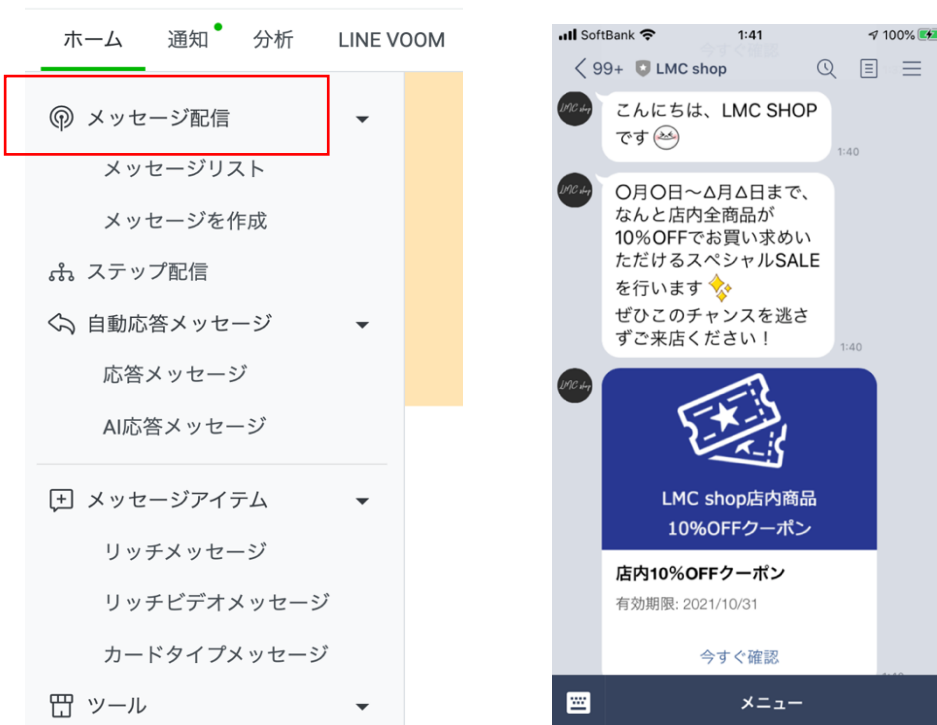 ホーム 通知 分析 LINE VOOM
メッセージ配信
メッセージリスト
メッセージを作成
ステップ配信
自動応答メッセージ
応答メッセージ
AI応答メッセージ
メッセージアイテム
リッチメッセージ
リッチビデオメッセージ
カードタイプメッセージ
ツール
SoftBank 1:41 100%
今すぐ確認
99+ LMC shop
LMC shop
こんにちは、LMC SHOP
です
1:40
LMC shop
〇月〇日~△月△日まで、
なんと店内全商品が
10%OFFでお買い求めい
ただけるスペシャルSALE
を行います
ぜひこのチャンスを逃さ
ずご来店ください!
1:40
LMC shop
LMC shop店内商品
10%OFFクーポン
店内10%OFFクーポン
有効期限: 2021/10/31
今すぐ確認
メニュー